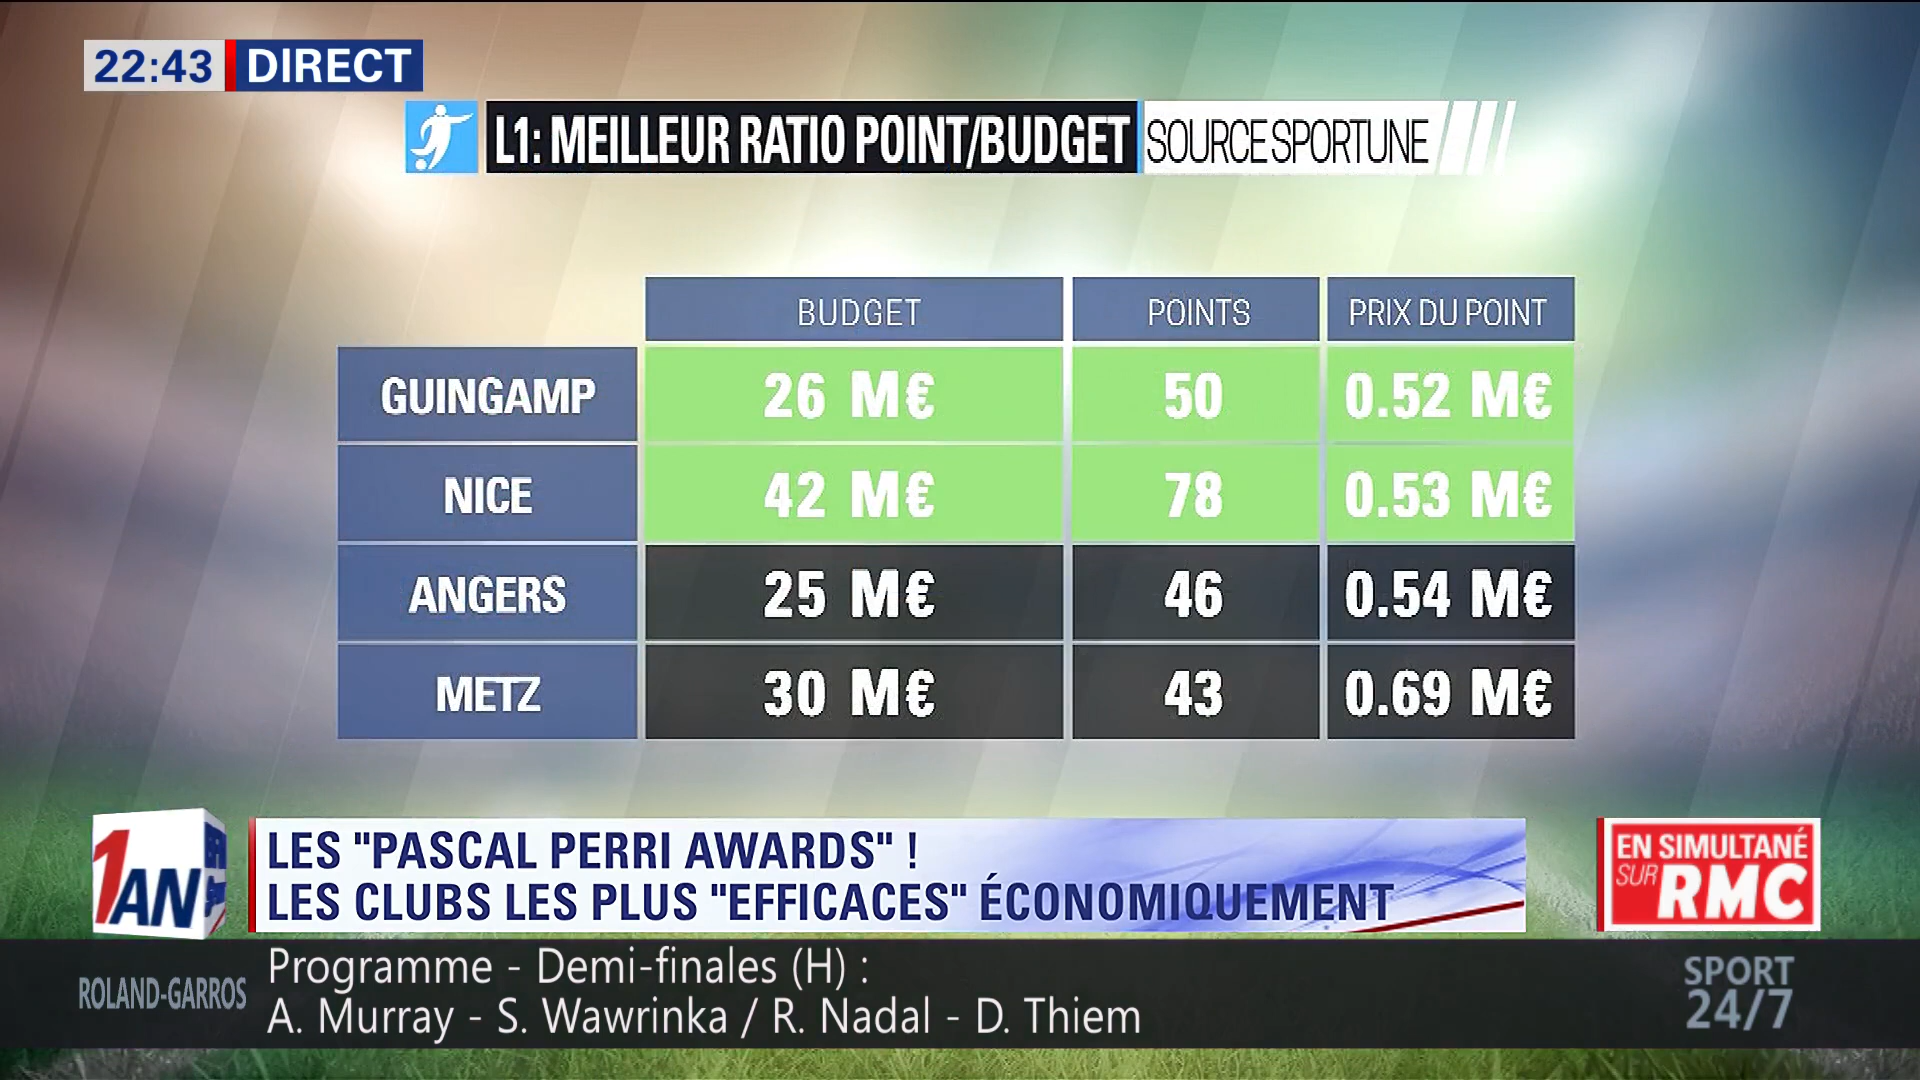 22:43 DIRECT
L1: MEILLEUR RATIO POINT/BUDGET SOURCE SPORTUNE
BUDGET POINTS PRIX DU POINT
GUINGAMP 26 M€ 50 0.52 M€
NICE 42 M€ 78 0.53 M€
ANGERS 25 M€ 46 0.54 M€
METZ 30 M€ 43 0.69 M€
1AN
LES "PASCAL PERRI AWARDS" !
LES CLUBS LES PLUS "EFFICACES" ÉCONOMIQUEMENT
EN SIMULTANÉ
SUR RMC
ROLAND-GARROS
Programme - Demi-finales (H) :
A. Murray - S. Wawrinka / R. Nadal - D. Thiem
SPORT
24/7